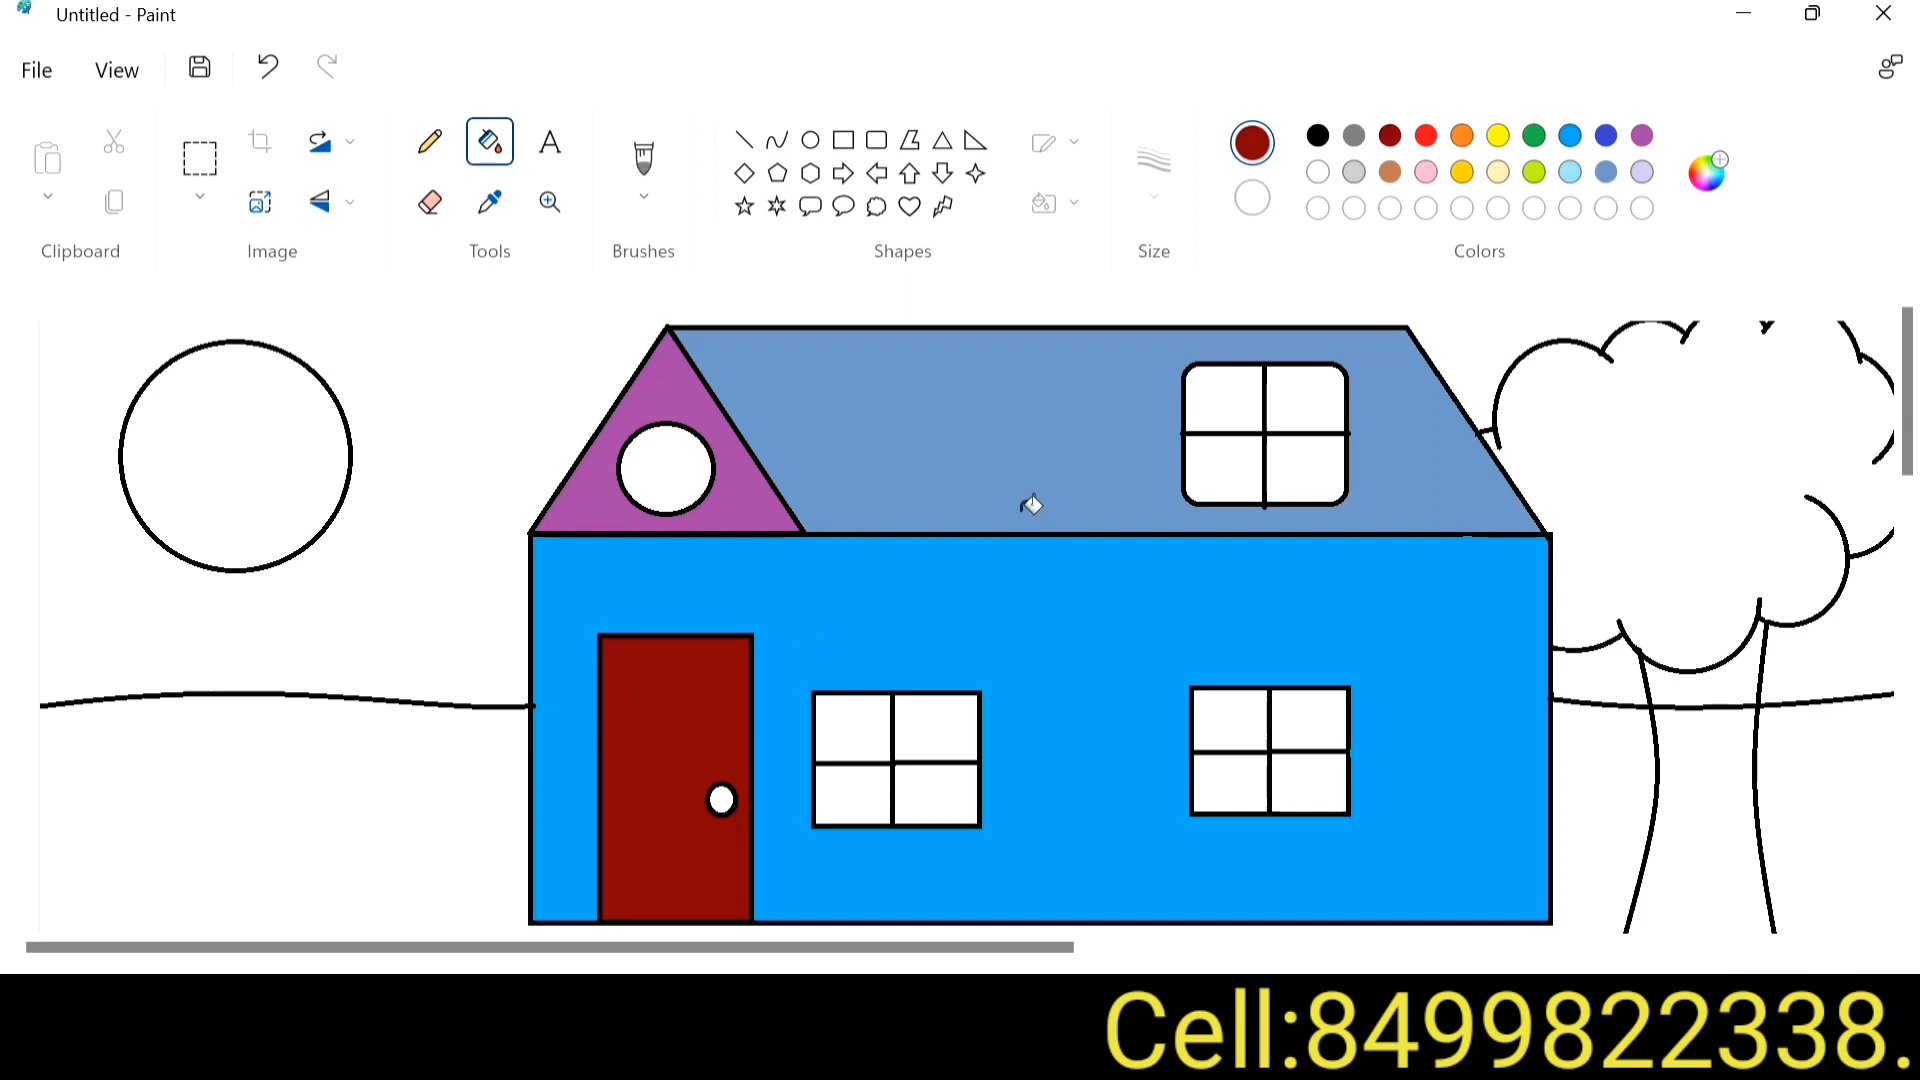 Untitled - Paint
File View
Clipboard Image Tools Brushes Shapes Size Colors
Cell:8499822338.